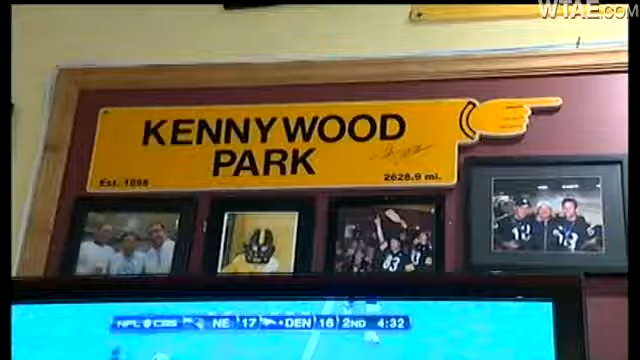 WTAE.COM
KENNYWOOD
PARK
Est. 1898
2628.9 mi.
NFL CBS NE 17 DEN 16 2ND 4:32